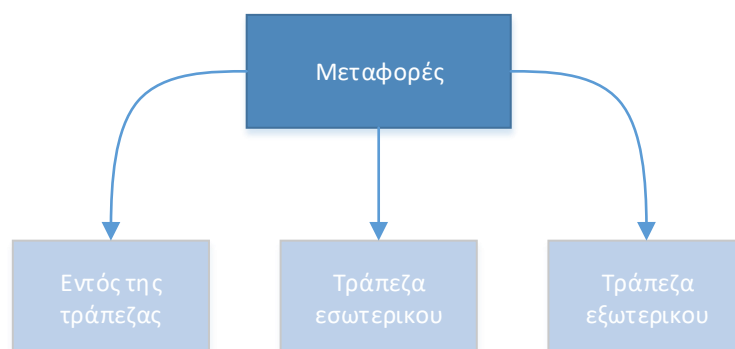 Μεταφορές
Εντός της
τράπεζας
Τράπεζα
εσωτερικου
Τράπεζα
εξωτερικου